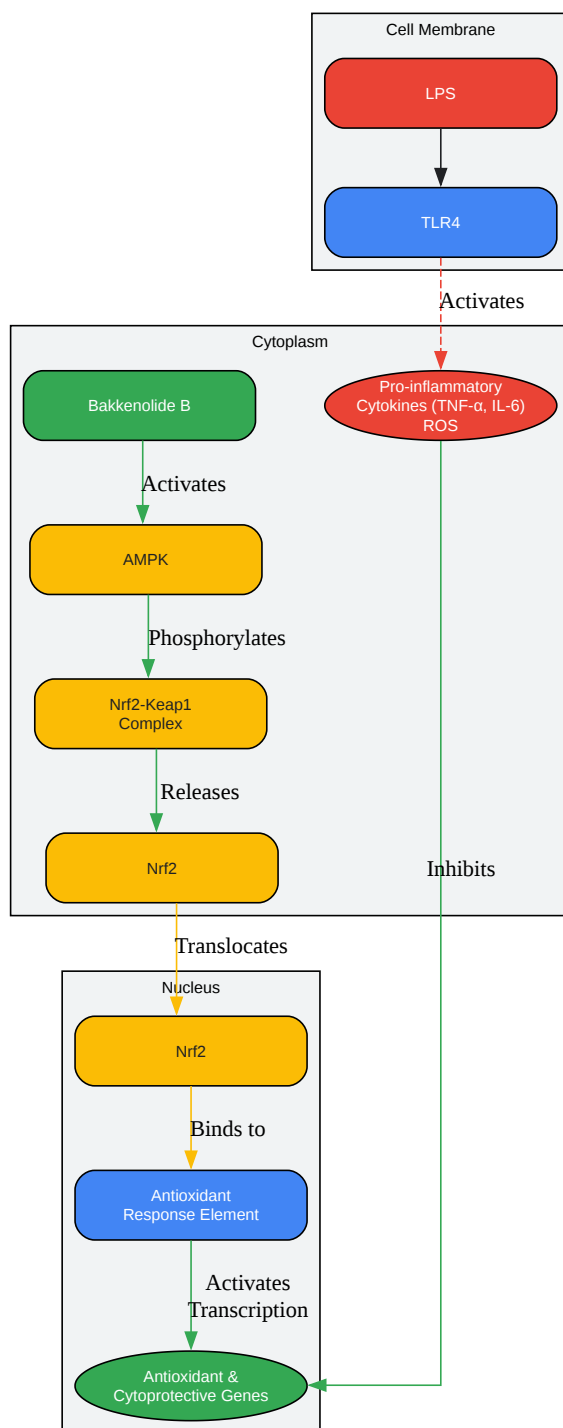 Cell Membrane
LPS
TLR4
Activates
Cytoplasm
Bakkenolide B
Pro-inflammatory
Cytokines (TNF-α, IL-6)
ROS
Activates
AMPK
Phosphorylates
Nrf2-Keap1
Complex
Releases
Nrf2
Inhibits
Translocates
Nucleus
Nrf2
Binds to
Antioxidant
Response Element
Activates
Transcription
Antioxidant &
Cytoprotective Genes